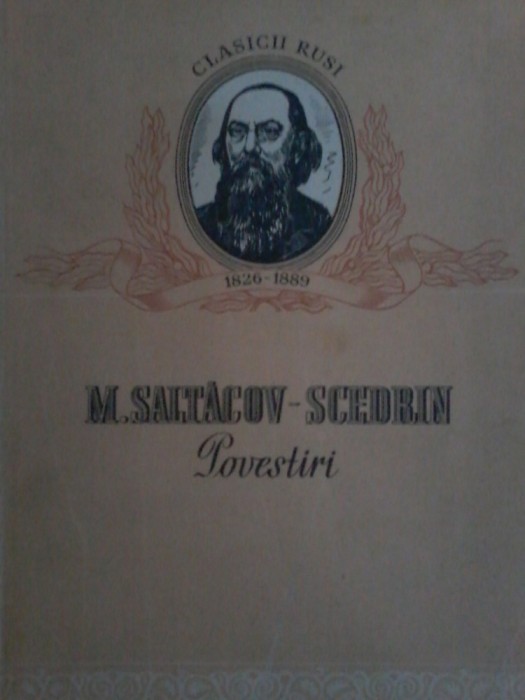 CLASICII RUSI
1826-1889
M. SALTÂCOV-SCEDRIN
Povestiri